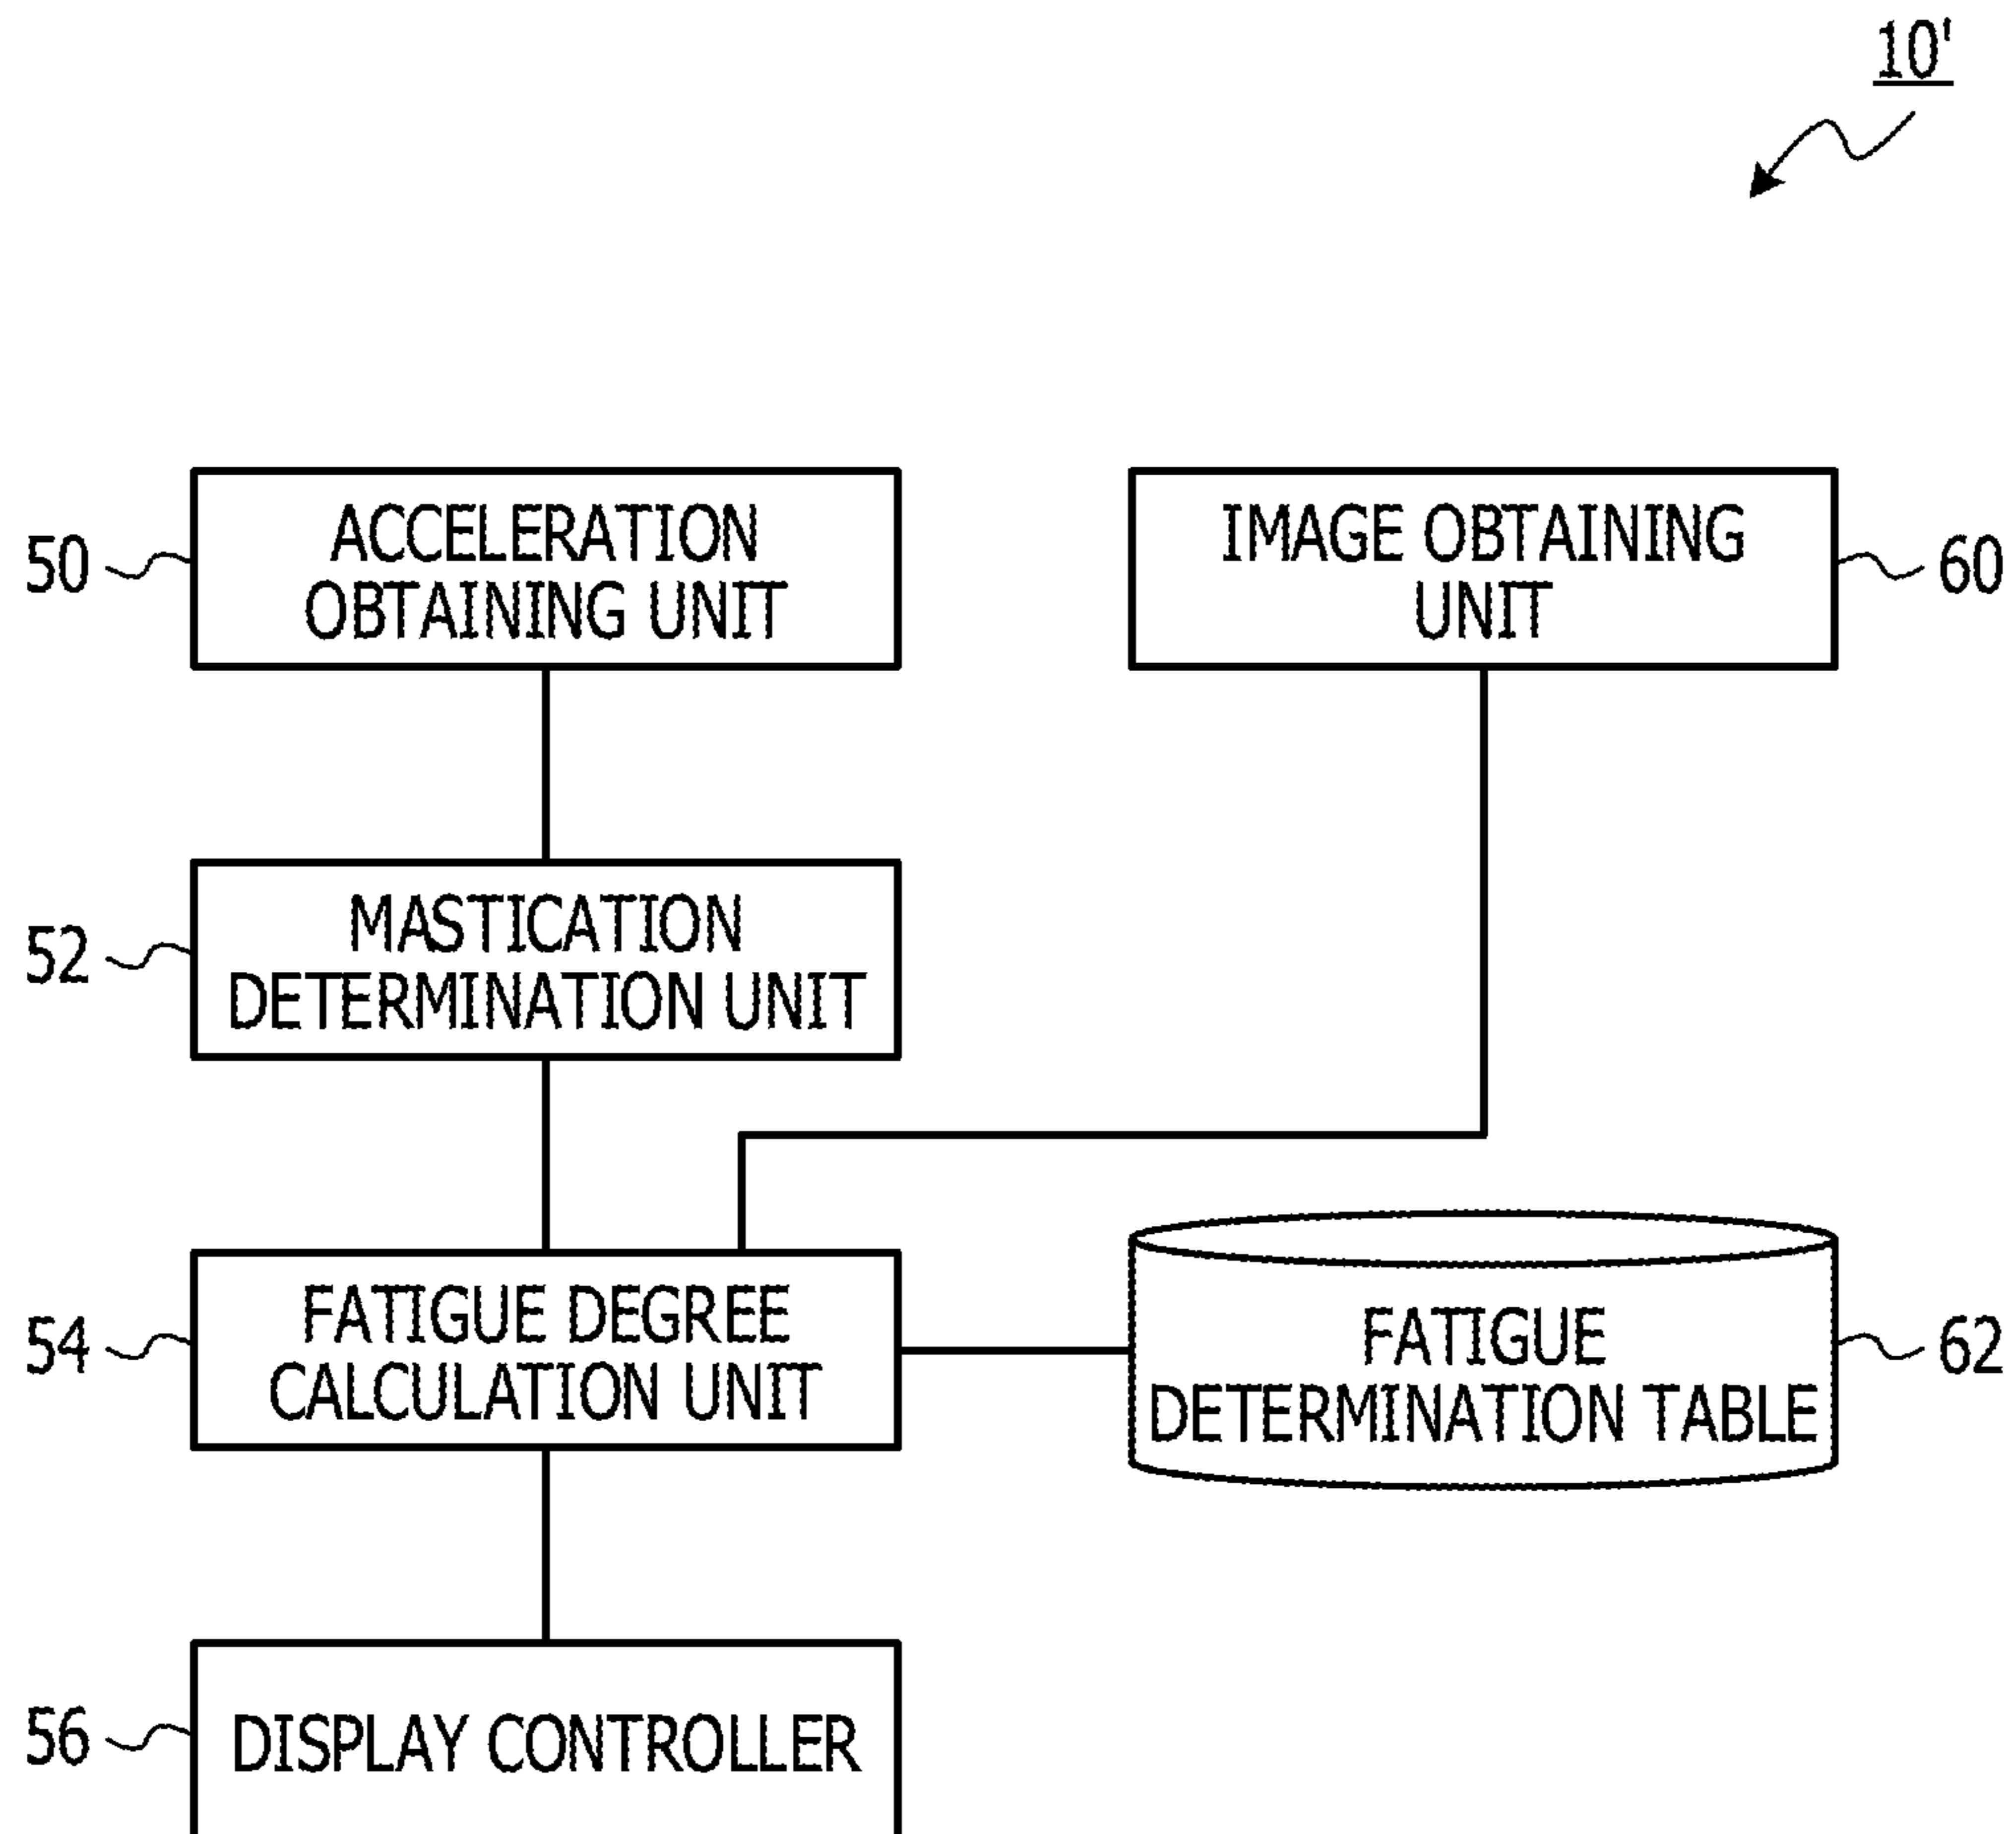 10'
50
ACCELERATION
OBTAINING UNIT
IMAGE OBTAINING
UNIT
60
52
MASTICATION
DETERMINATION UNIT
54
FATIGUE DEGREE
CALCULATION UNIT
FATIGUE
DETERMINATION TABLE
62
56
DISPLAY CONTROLLER